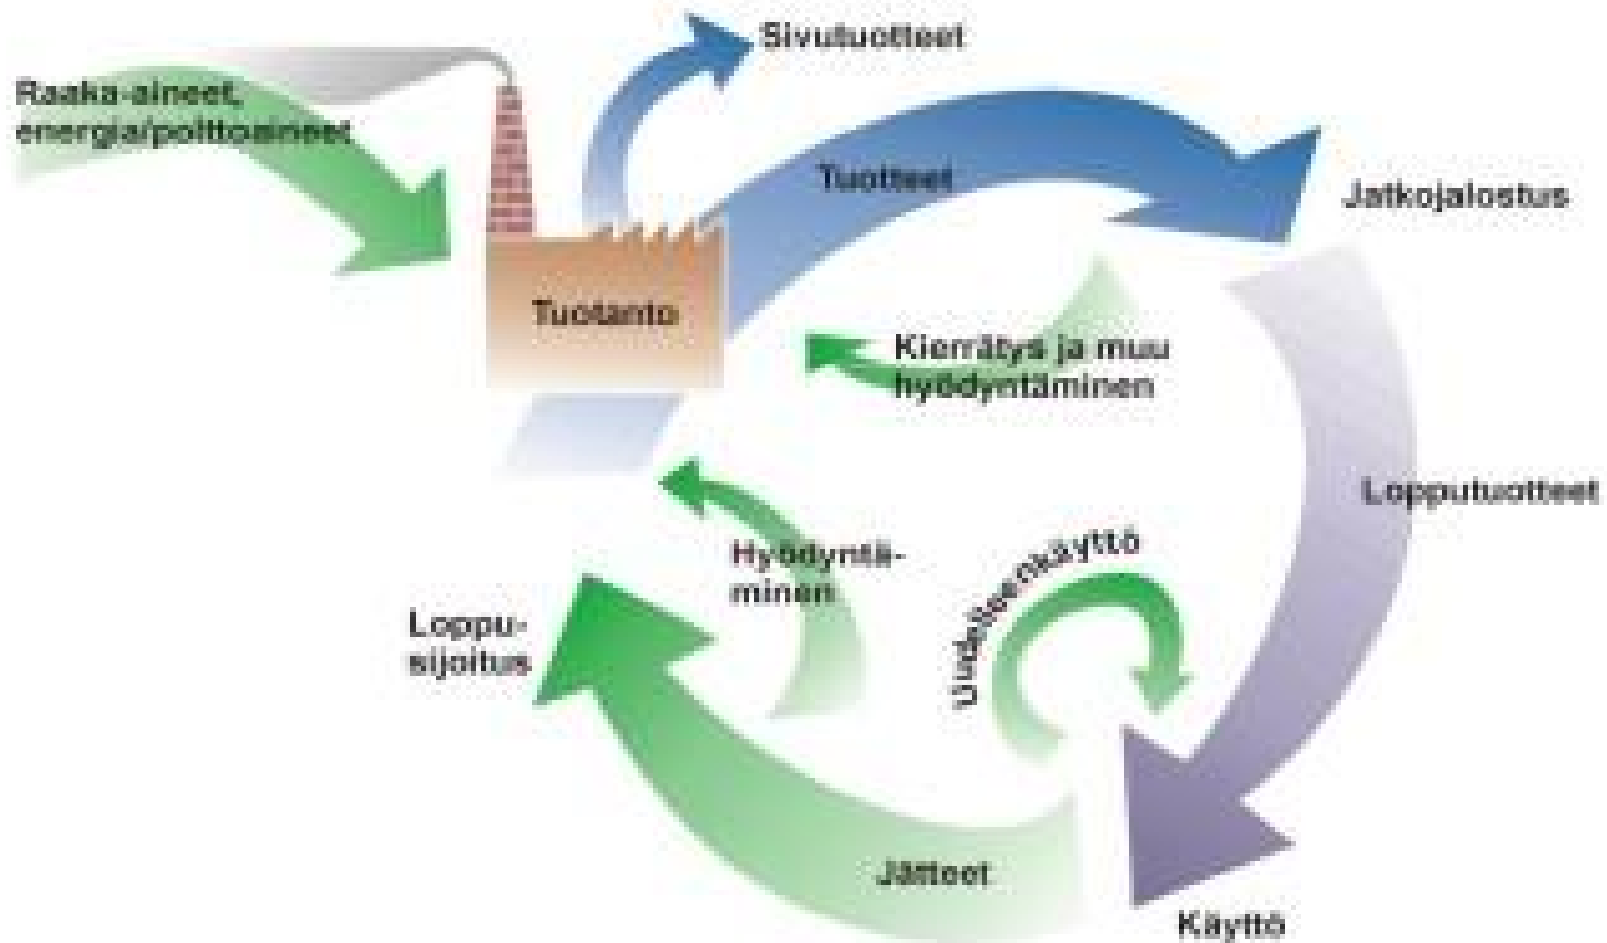 Sivutuotteet
Raaka-aineet,
energia/polttoaineet
Tuotteet
Jatkojalostus
Tuotanto
Kierrätys ja muu
hyödyntäminen
Lopputuotteet
Hyödyntä-
minen
Uudelleenkäyttö
Loppu-
sijoitus
Jätteet
Käyttö